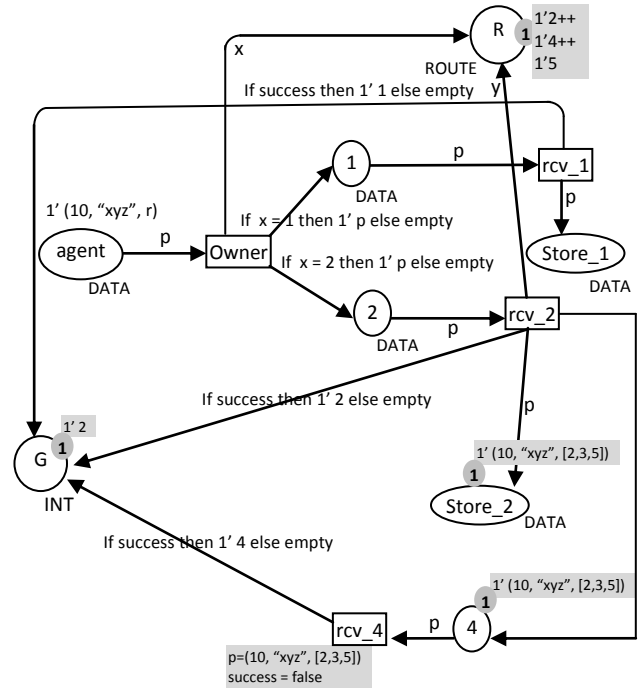 R
1
1'2++
1'4++
1'5
x
ROUTE
y
If success then 1' 1 else empty
1
p
rcv_1
DATA
p
1' (10, "xyz", r)
If x = 1 then 1' p else empty
agent
p
Owner
Store_1
If x = 2 then 1' p else empty
DATA
DATA
2
p
rcv_2
DATA
If success then 1' 2 else empty
p
1' 2
1
G
INT
1' (10, "xyz", [2,3,5])
1
Store_2
DATA
If success then 1' 4 else empty
1' (10, "xyz", [2,3,5])
1
rcv_4
p
4
p=(10, "xyz", [2,3,5])
success = false